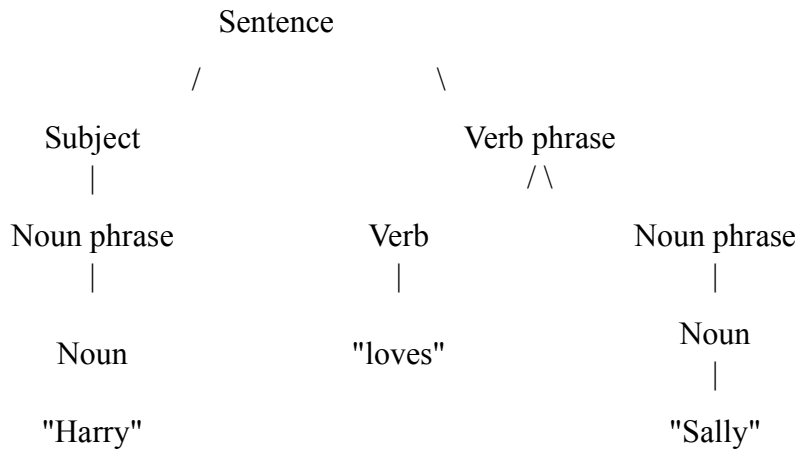 Sentence
/ \
Subject Verb phrase
| / \
Noun phrase Verb Noun phrase
| | |
Noun "loves" Noun
|
"Harry" "Sally"